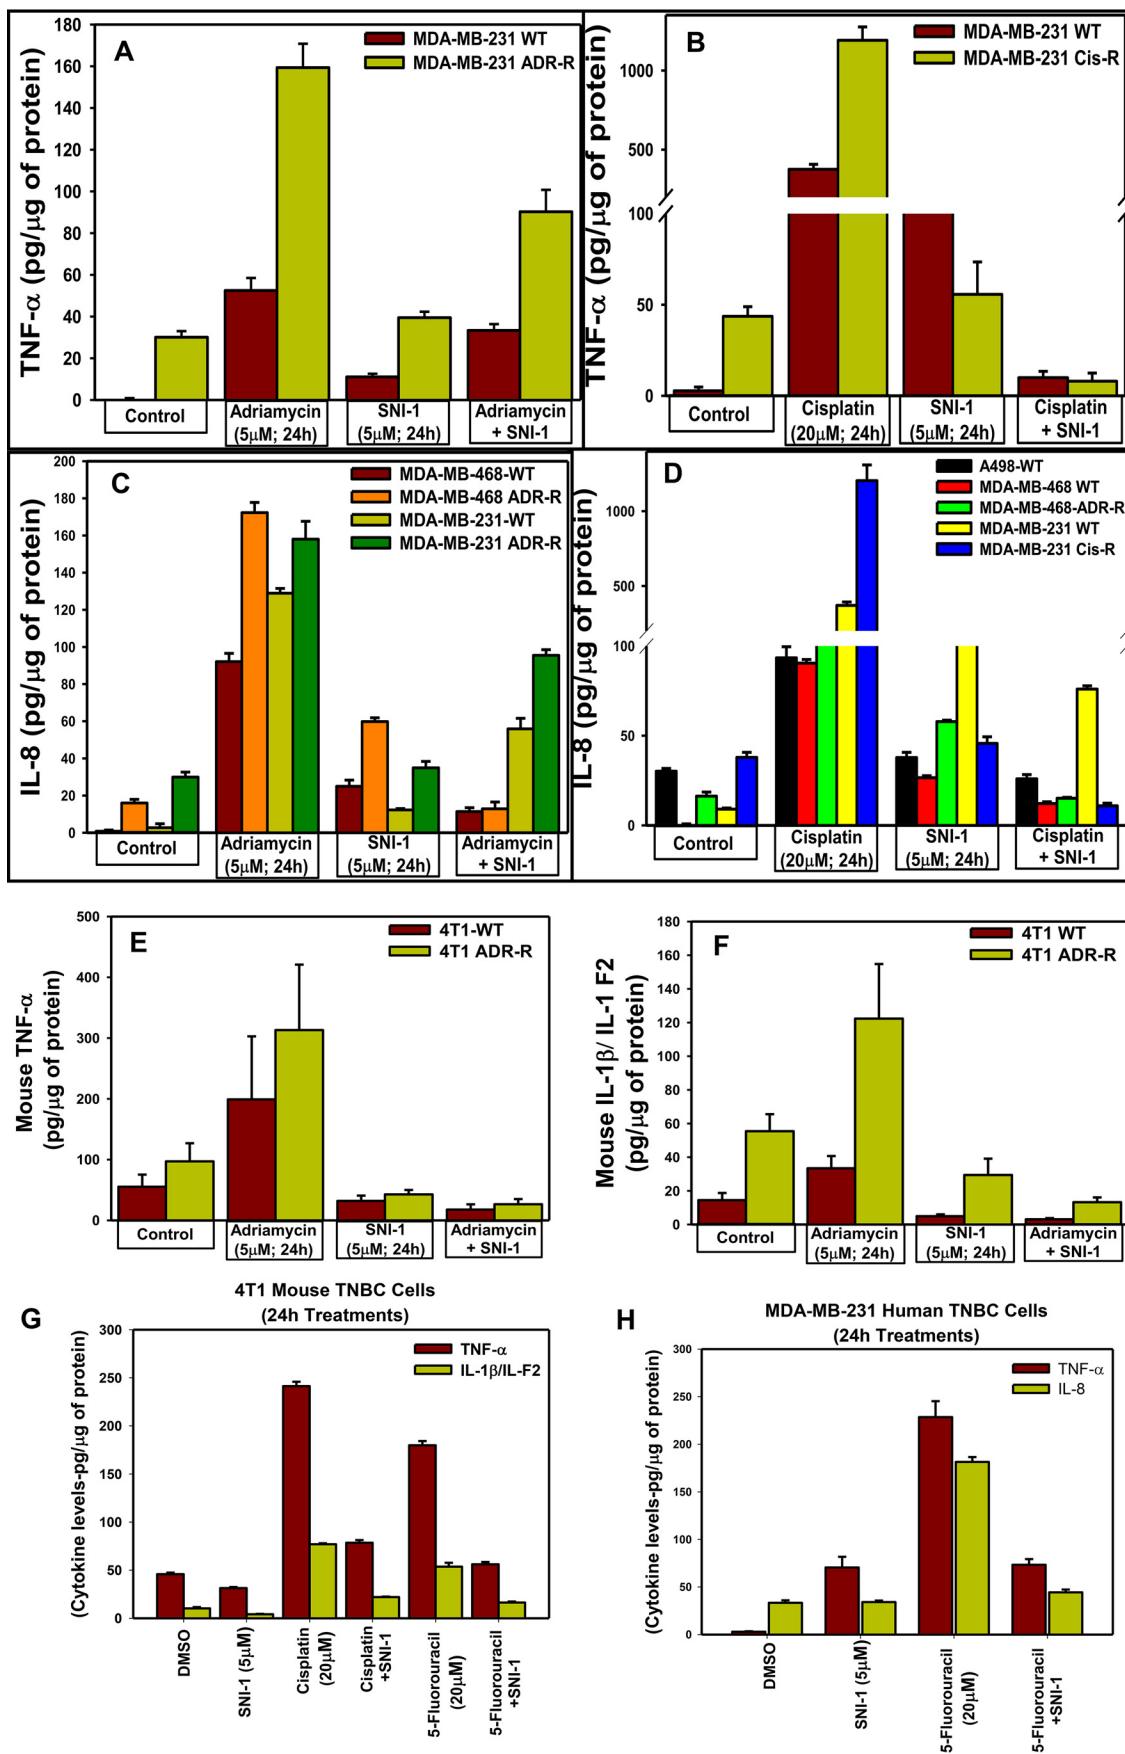 A
MDA-MB-231 WT
MDA-MB-231 ADR-R
TNF-α (pg/μg of protein)
180
160
140
120
100
80
60
40
20
0
Control
Adriamycin
(5μM; 24h)
SNI-1
(5μM; 24h)
Adriamycin
+ SNI-1
B
MDA-MB-231 WT
MDA-MB-231 Cis-R
TNF-α (pg/μg of protein)
1000
500
100
50
0
Control
Cisplatin
(20μM; 24h)
SNI-1
(5μM; 24h)
Cisplatin
+ SNI-1
C
MDA-MB-468-WT
MDA-MB-468 ADR-R
MDA-MB-231-WT
MDA-MB-231 ADR-R
IL-8 (pg/μg of protein)
200
180
160
140
120
100
80
60
40
20
0
Control
Adriamycin
(5μM; 24h)
SNI-1
(5μM; 24h)
Adriamycin
+ SNI-1
D
A498-WT
MDA-MB-468 WT
MDA-MB-468-ADR-R
MDA-MB-231 WT
MDA-MB-231 Cis-R
IL-8 (pg/μg of protein)
1000
500
100
50
0
Control
Cisplatin
(20μM; 24h)
SNI-1
(5μM; 24h)
Cisplatin
+ SNI-1
E
4T1-WT
4T1 ADR-R
Mouse TNF-α
(pg/μg of protein)
500
400
300
200
100
0
Control
Adriamycin
(5μM; 24h)
SNI-1
(5μM; 24h)
Adriamycin
+ SNI-1
F
4T1 WT
4T1 ADR-R
Mouse IL-1β/ IL-1 F2
(pg/μg of protein)
180
160
140
120
100
80
60
40
20
0
Control
Adriamycin
(5μM; 24h)
SNI-1
(5μM; 24h)
Adriamycin
+ SNI-1
G
4T1 Mouse TNBC Cells
(24h Treatments)
TNF-α
IL-1β/IL-F2
(Cytokine levels-pg/μg of protein)
300
250
200
150
100
50
0
DMSO
SNI-1 (5μM)
Cisplatin
(20μM)
Cisplatin
+SNI-1
5-Fluorouracil
(20μM)
5-Fluorouracil
+SNI-1
H
MDA-MB-231 Human TNBC Cells
(24h Treatments)
TNF-α
IL-8
(Cytokine levels-pg/μg of protein)
300
250
200
150
100
50
0
DMSO
SNI-1 (5μM)
5-Flurorouracil
(20μM)
5-Fluorouracil
+SNI-1